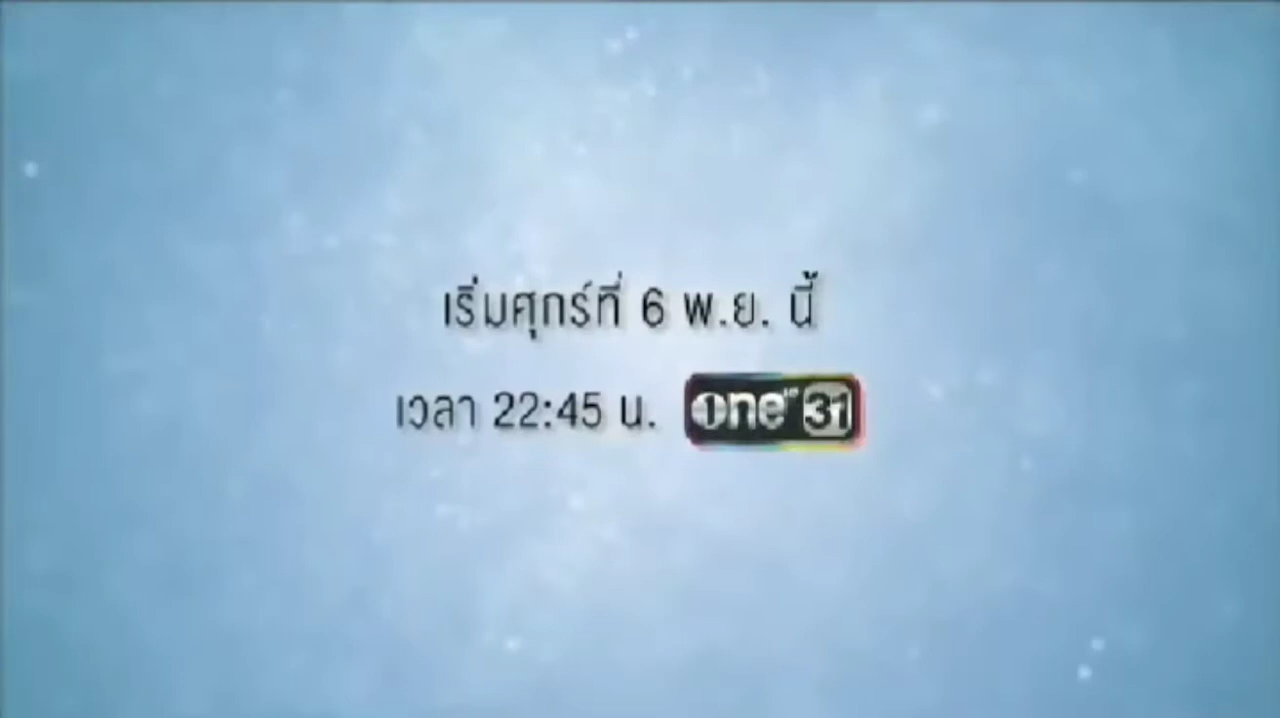 เริ่มศุกร์ที่ 6 พ.ย. นี้
เวลา 22:45 น. one 31